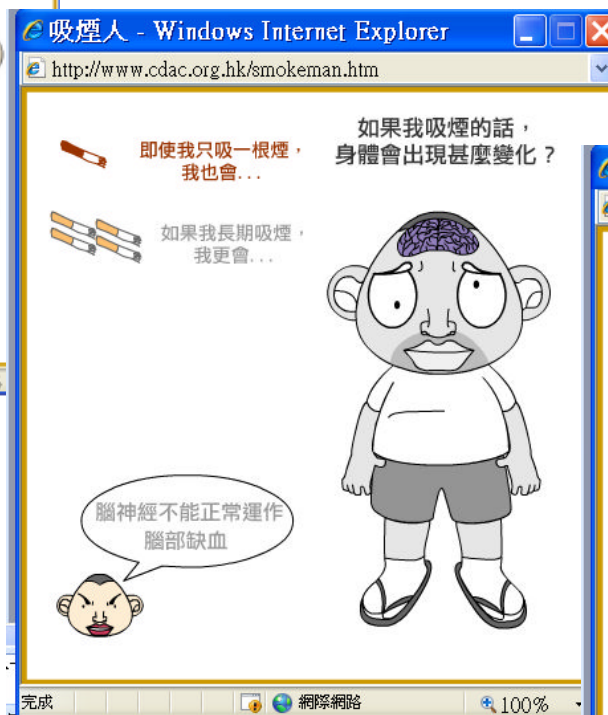 吸煙人 - Windows Internet Explorer
http://www.cdac.org.hk/smokeman.htm
如果我吸煙的話，
身體會出現甚麼變化？
即使我只吸一根煙，
我也會...
如果我長期吸煙，
我更會...
腦神經不能正常運作
腦部缺血
完成
網際網路
100%